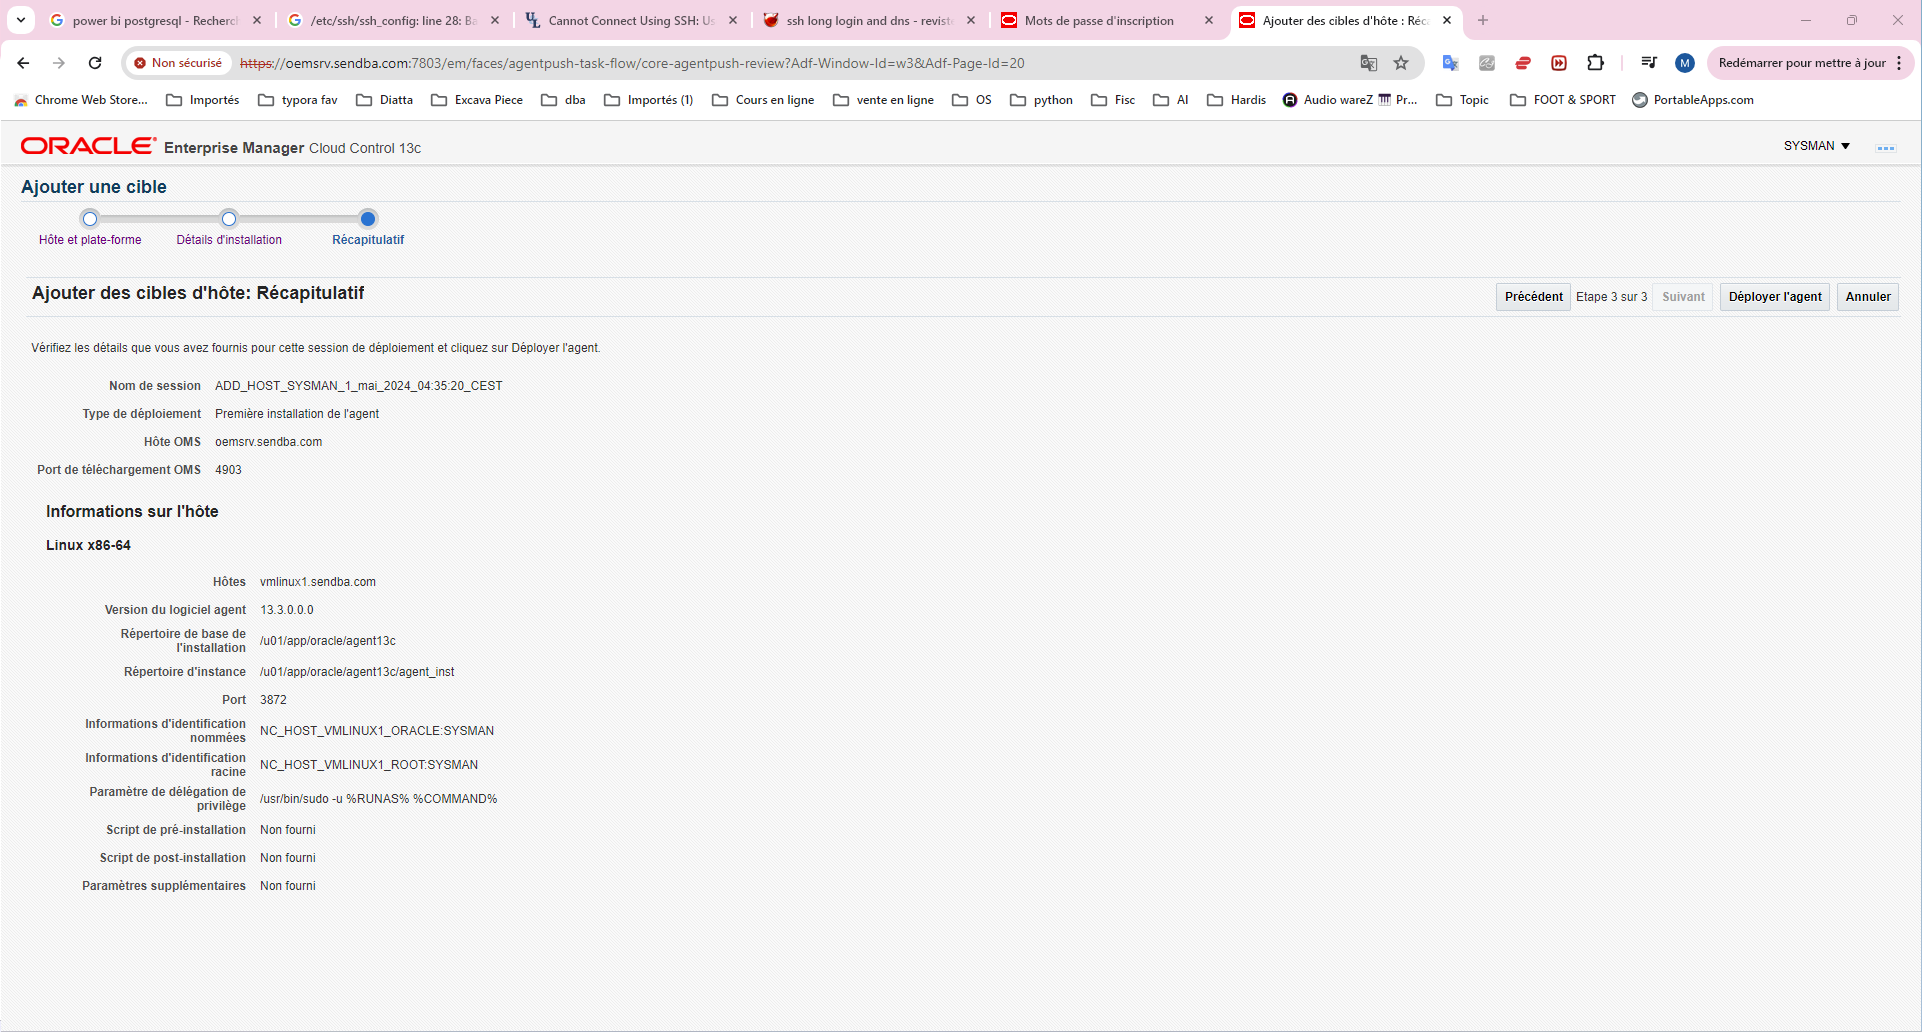 power bi postgresql - Recherc
/etc/ssh/ssh_config: line 28: Ba
Cannot Connect Using SSH: Us
ssh long login and dns - reviste
Mots de passe d'inscription
Ajouter des cibles d'hôte : Réca
Non sécurisé
https://oemsrv.sendba.com:7803/em/faces/agentpush-task-flow/core-agentpush-review?Adf-Window-Id=w3&Adf-Page-Id=20
M
Redémarrer pour mettre à jour
Chrome Web Store...
Importés
typora fav
Diatta
Excava Piece
dba
Importés (1)
Cours en ligne
vente en ligne
OS
python
Fisc
AI
Hardis
Audio wareZ
Pr...
Topic
FOOT & SPORT
PortableApps.com
ORACLE Enterprise Manager Cloud Control 13c
SYSMAN
Ajouter une cible
Hôte et plate-forme
Détails d'installation
Récapitulatif
Ajouter des cibles d'hôte: Récapitulatif
Précédent Etape 3 sur 3 Suivant Déployer l'agent Annuler
Vérifiez les détails que vous avez fournis pour cette session de déploiement et cliquez sur Déployer l'agent.
Nom de session ADD_HOST_SYSMAN_1_mai_2024_04:35:20_CEST
Type de déploiement Première installation de l'agent
Hôte OMS oemsrv.sendba.com
Port de téléchargement OMS 4903
Informations sur l'hôte
Linux x86-64
Hôtes vmlinux1.sendba.com
Version du logiciel agent 13.3.0.0.0
Répertoire de base de
l'installation /u01/app/oracle/agent13c
Répertoire d'instance /u01/app/oracle/agent13c/agent_inst
Port 3872
Informations d'identification
nommées NC_HOST_VMLINUX1_ORACLE:SYSMAN
Informations d'identification
racine NC_HOST_VMLINUX1_ROOT:SYSMAN
Paramètre de délégation de
privilège /usr/bin/sudo -u %RUNAS% %COMMAND%
Script de pré-installation Non fourni
Script de post-installation Non fourni
Paramètres supplémentaires Non fourni